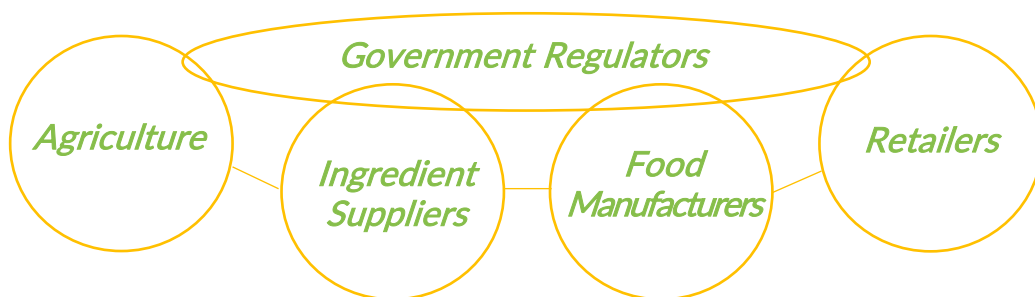 Government Regulators
Agriculture
Ingredient
Suppliers
Food
Manufacturers
Retailers